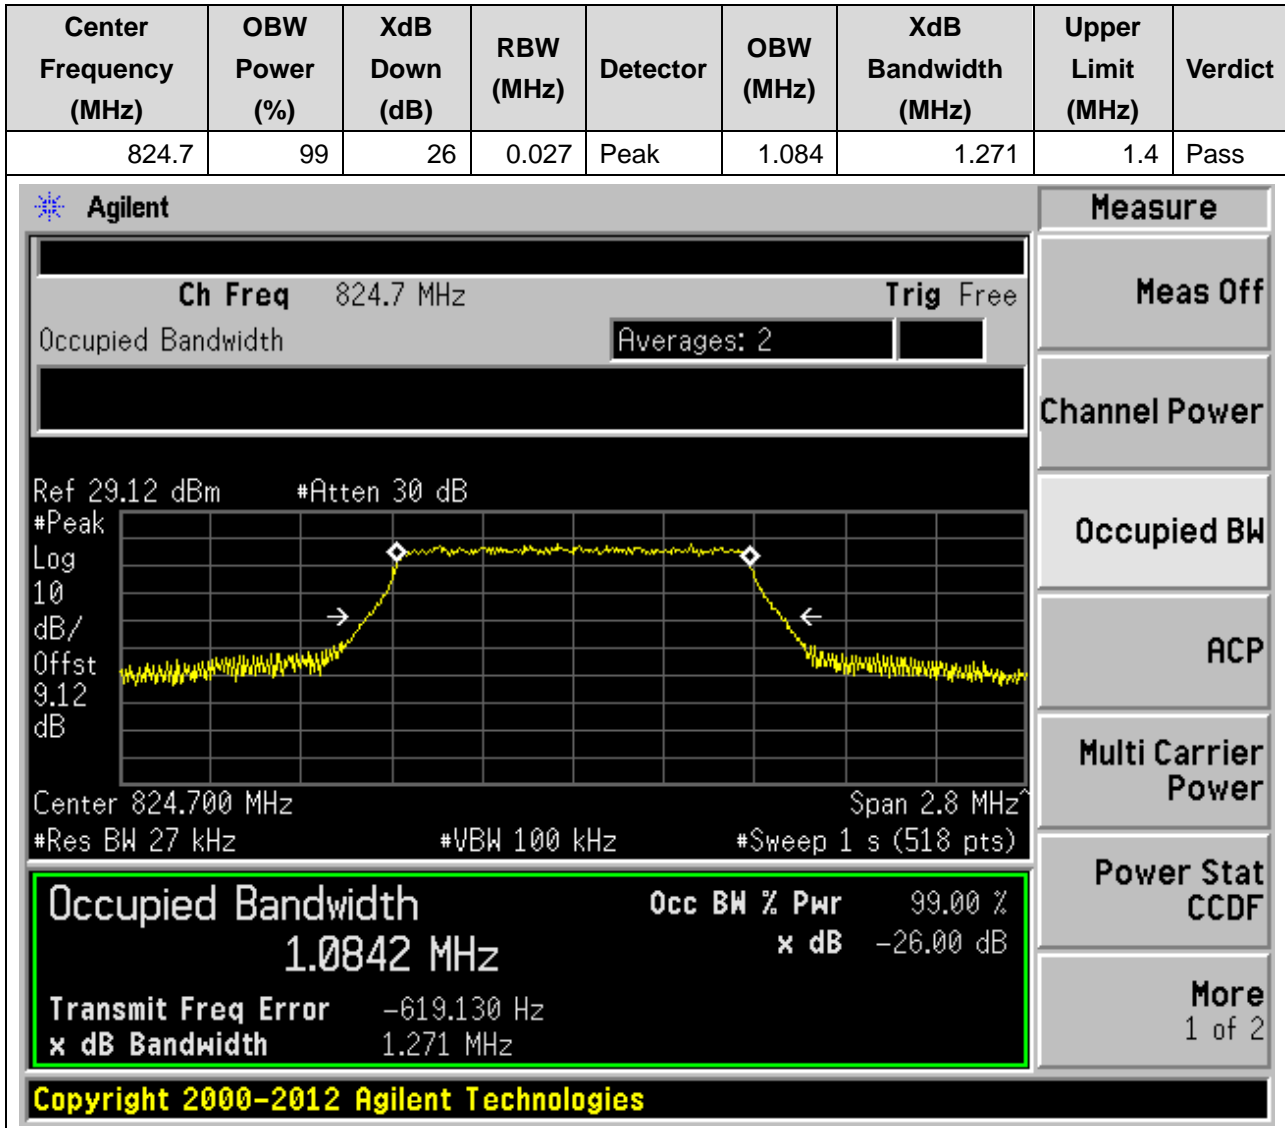 Center Frequency (MHz) OBW Power (%) XdB Down (dB) RBW (MHz) Detector OBW (MHz) XdB Bandwidth (MHz) Upper Limit (MHz) Verdict
824.7 99 26 0.027 Peak 1.084 1.271 1.4 Pass
Agilent
Measure
Ch Freq 824.7 MHz Trig Free
Meas Off
Occupied Bandwidth Averages: 2
Channel Power
Ref 29.12 dBm #Atten 30 dB
#Peak
Log
10
dB/
Offst
9.12
dB
Occupied BW
ACP
Multi Carrier
Power
Center 824.700 MHz Span 2.8 MHz^
#Res BW 27 kHz #VBW 100 kHz #Sweep 1 s (518 pts)
Power Stat
CCDF
Occupied Bandwidth Occ BW % Pwr 99.00 %
1.0842 MHz x dB -26.00 dB
Transmit Freq Error -619.130 Hz
x dB Bandwidth 1.271 MHz
More
1 of 2
Copyright 2000-2012 Agilent Technologies